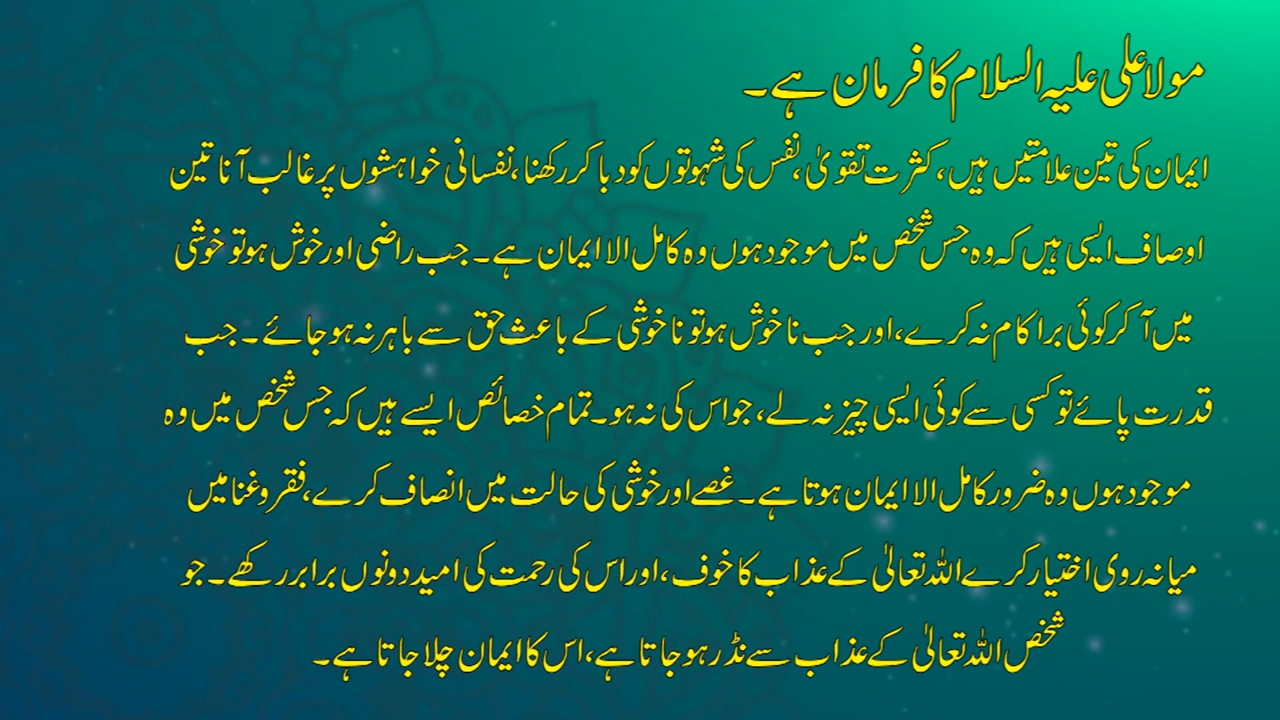 مولا علی علیہ السلام کا فرمان ہے۔
ایمان کی تین علامتیں ہیں، کثرت تقویٰ، نفس کی شہوتوں کو دبا کر رکھنا، نفسانی خواہشوں پر غالب آنا تین
اوصاف ایسی ہیں کہ وہ جس شخص میں موجود ہوں وہ کامل الا ایمان ہے۔ جب راضی اور خوش ہو تو خوشی
میں آ کر کوئی برا کام نہ کرے، اور جب نا خوش ہو تو نا خوشی کے باعث حق سے باہر نہ ہو جائے۔ جب
قدرت پائے تو کسی سے کوئی ایسی چیز نہ لے، جو اس کی نہ ہو۔ تمام خصائص ایسے ہیں کہ جس شخص میں وہ
موجود ہوں وہ ضرور کامل الا ایمان ہوتا ہے۔ غصے اور خوشی کی حالت میں انصاف کرے، فقر و غنا میں
میانہ روی اختیار کرے اللہ تعالیٰ کے عذاب کا خوف، اور اس کی رحمت کی امید دونوں برابر رکھے۔ جو
شخص اللہ تعالیٰ کے عذاب سے نڈر ہو جاتا ہے، اس کا ایمان چلا جاتا ہے۔